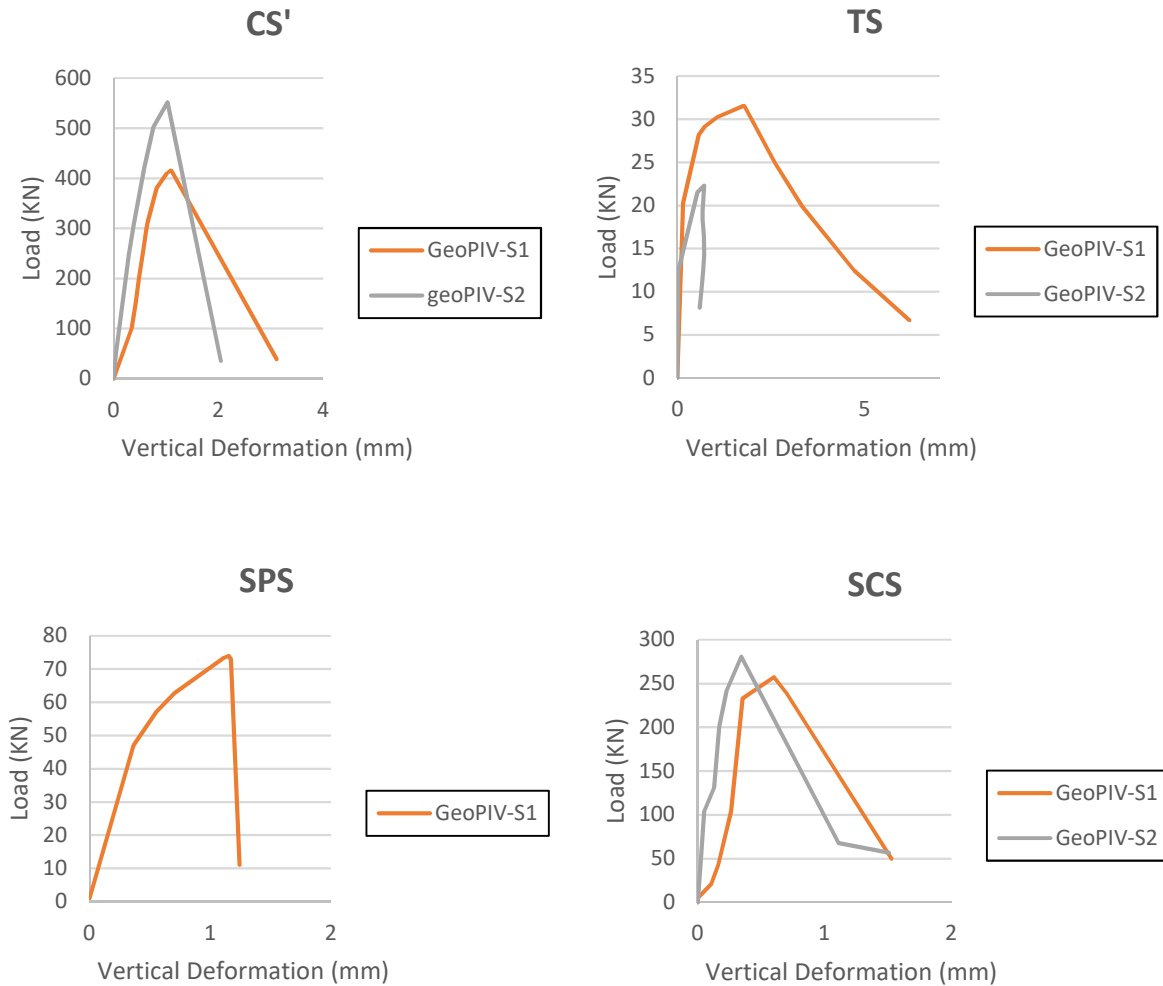 CS'
600
500
400
300
200
100
0
0 2 4
Load (KN)
Vertical Deformation (mm)
GeoPIV-S1
geoPIV-S2
TS
35
30
25
20
15
10
5
0
0 5
Load (KN)
Vertical Deformation (mm)
GeoPIV-S1
GeoPIV-S2
SPS
80
70
60
50
40
30
20
10
0
0 1 2
Load (KN)
Vertical Deformation (mm)
GeoPIV-S1
SCS
300
250
200
150
100
50
0
0 1 2
Load (KN)
Vertical Deformation (mm)
GeoPIV-S1
GeoPIV-S2